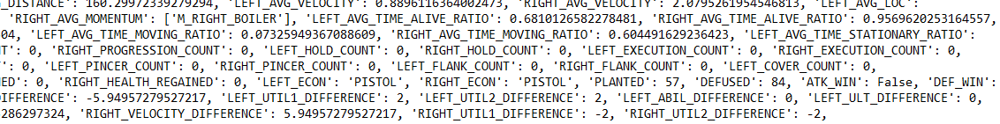 _DISTANCE': 160.29972339279294, 'LEFT_AVG_VELOCITY': 0.8896116364002473, 'RIGHT_AVG_VELOCITY': 2.0795261954546813, 'LEFT_AVG_LOC':
'RIGHT_AVG_MOMENTUM': ['M_RIGHT_BOILER'], 'LEFT_AVG_TIME_ALIVE_RATIO': 0.6810126582278481, 'RIGHT_AVG_TIME_ALIVE_RATIO': 0.9569620253164557,
04, 'LEFT_AVG_TIME_MOVING_RATIO': 0.07325949367088609, 'RIGHT_AVG_TIME_MOVING_RATIO': 0.604491629236423, 'LEFT_AVG_TIME_STATIONARY_RATIO':
T': 0, 'RIGHT_PROGRESSION_COUNT': 0, 'LEFT_HOLD_COUNT': 0, 'RIGHT_HOLD_COUNT': 0, 'LEFT_EXECUTION_COUNT': 0, 'RIGHT_EXECUTION_COUNT': 0,
': 0, 'LEFT_PINCER_COUNT': 0, 'RIGHT_PINCER_COUNT': 0, 'LEFT_FLANK_COUNT': 0, 'RIGHT_FLANK_COUNT': 0, 'LEFT_COVER_COUNT': 0,
NED': 0, 'RIGHT_HEALTH_REGAINED': 0, 'LEFT_ECON': 'PISTOL', 'RIGHT_ECON': 'PISTOL', 'PLANTED': 57, 'DEFUSED': 84, 'ATK_WIN': False, 'DEF_WIN':
DIFFERENCE': -5.94957279527217, 'LEFT_UTIL1_DIFFERENCE': 2, 'LEFT_UTIL2_DIFFERENCE': 2, 'LEFT_ABIL_DIFFERENCE': 0, 'LEFT_ULT_DIFFERENCE': 0,
286297324, 'RIGHT_VELOCITY_DIFFERENCE': 5.94957279527217, 'RIGHT_UTIL1_DIFFERENCE': -2, 'RIGHT_UTIL2_DIFFERENCE': -2,